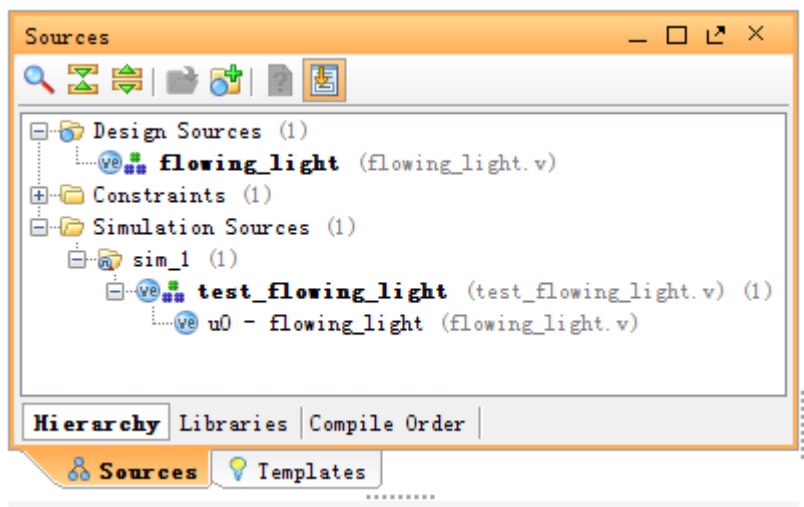 Sources
Design Sources (1)
flowing_light (flowing_light.v)
Constraints (1)
Simulation Sources (1)
sim_1 (1)
test_flowing_light (test_flowing_light.v) (1)
u0 - flowing_light (flowing_light.v)
Hierarchy Libraries Compile Order
Sources Templates